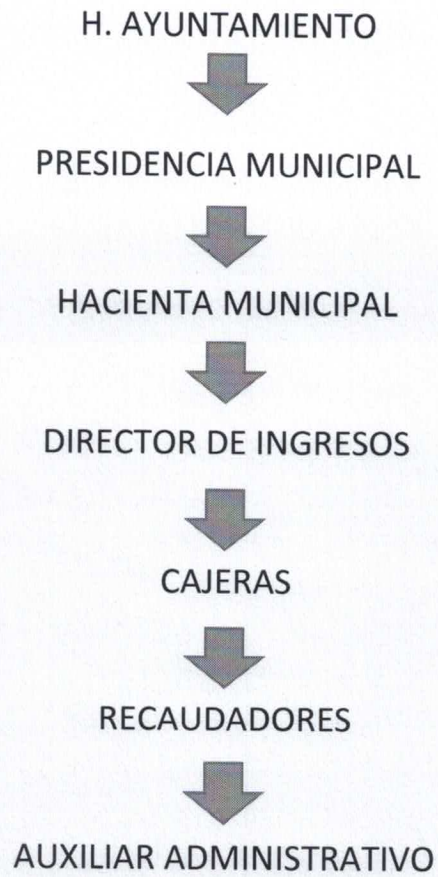 H. AYUNTAMIENTO
PRESIDENCIA MUNICIPAL
HACIENTA MUNICIPAL
DIRECTOR DE INGRESOS
CAJERAS
RECAUDADORES
AUXILIAR ADMINISTRATIVO